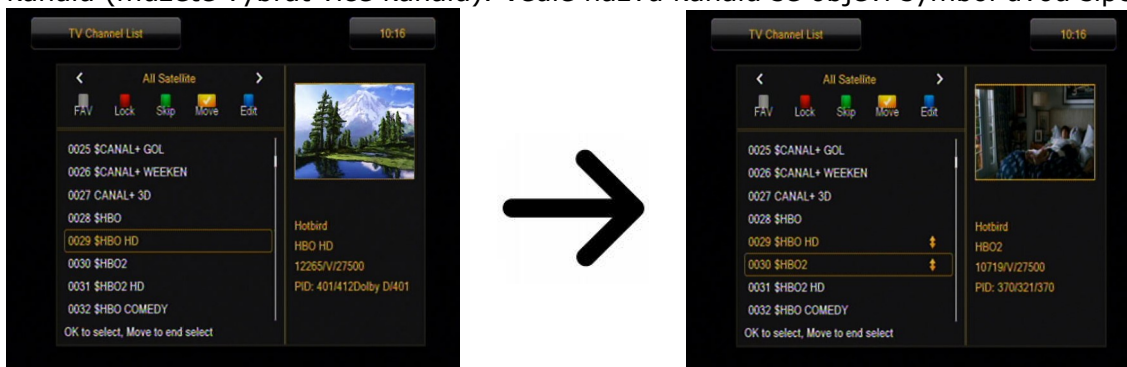 TV Channel List
10:16
All Satellite
FAV Lock Skip Move Edit
0025 $CANAL+ GOL
0026 $CANAL+ WEEKEN
0027 CANAL+ 3D
0028 $HBO
0029 $HBO HD
0030 $HBO2
0031 $HBO2 HD
0032 $HBO COMEDY
OK to select, Move to end select
Hotbird
HBO HD
12265/V/27500
PID: 401/412Dolby D/401
TV Channel List
10:16
All Satellite
FAV Lock Skip Move Edit
0025 $CANAL+ GOL
0026 $CANAL+ WEEKEN
0027 CANAL+ 3D
0028 $HBO
0029 $HBO HD
0030 $HBO2
0031 $HBO2 HD
0032 $HBO COMEDY
OK to select, Move to end select
Hotbird
HBO2
10719/V/27500
PID: 370/321/370